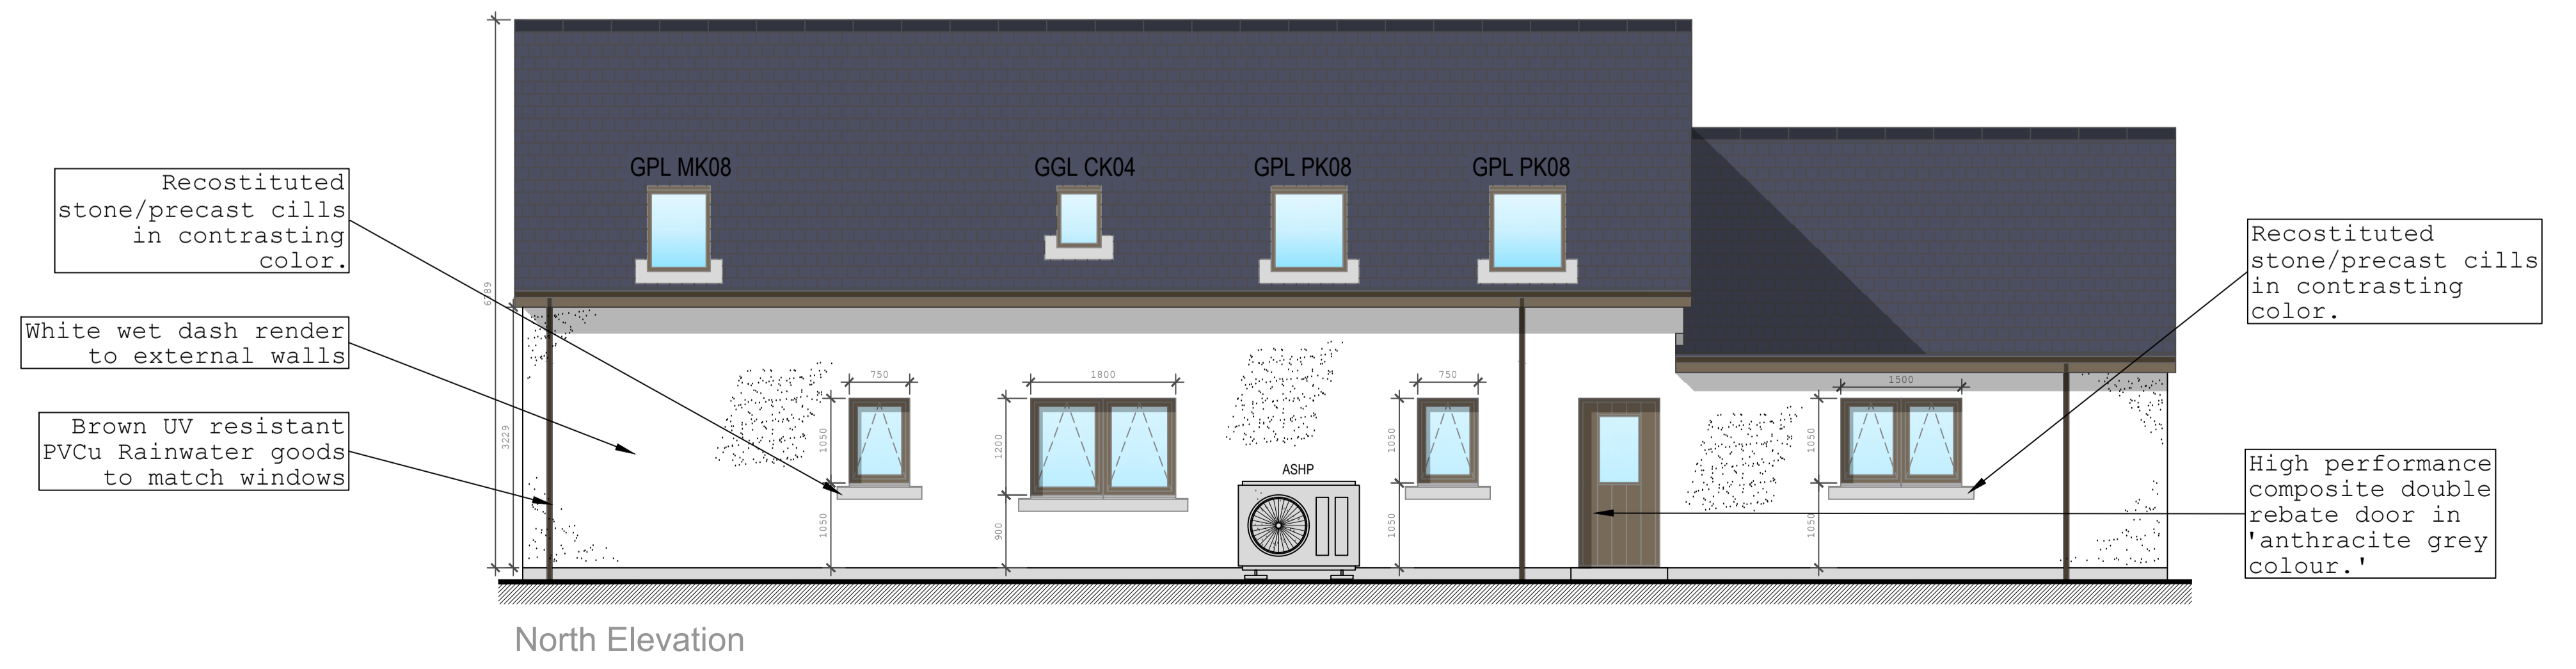 GPL MK08
GGL CK04
GPL PK08
GPL PK08
Recostituted
stone/precast cills
in contrasting
color.
White wet dash render
to external walls
Brown UV resistant
PVCu Rainwater goods
to match windows
6789
3229
750
1050
1050
1800
1200
900
ASHP
750
1050
1050
1500
1050
1050
Recostituted
stone/precast cills
in contrasting
color.
High performance
composite double
rebate door in
'anthracite grey
colour.'
North Elevation